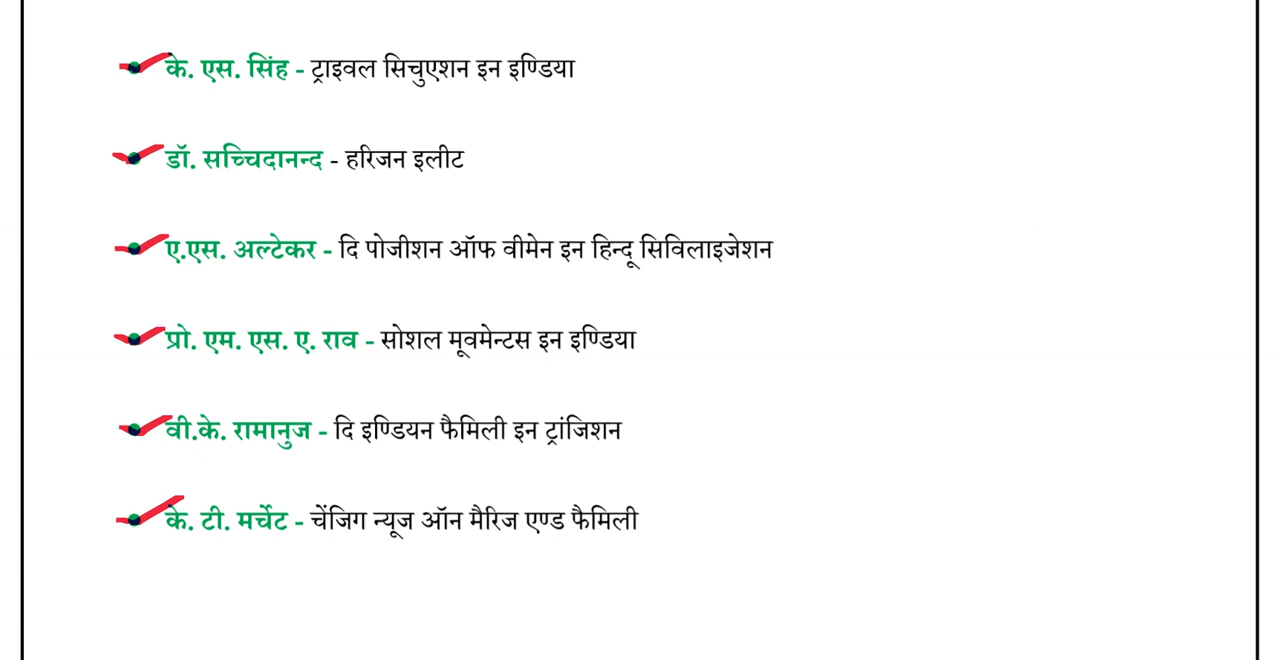 के. एस. सिंह - ट्राइवल सिचुएशन इन इण्डिया
डॉ. सच्चिदानन्द - हरिजन इलीट
ए.एस. अल्टेकर - दि पोजीशन ऑफ वीमेन इन हिन्दू सिविलाइजेशन
प्रो. एम. एस. ए. राव - सोशल मूवमेन्टस इन इण्डिया
वी.के. रामानुज - दि इण्डियन फैमिली इन ट्रांजिशन
के. टी. मर्चेट - चेंजिग न्यूज ऑन मैरिज एण्ड फैमिली